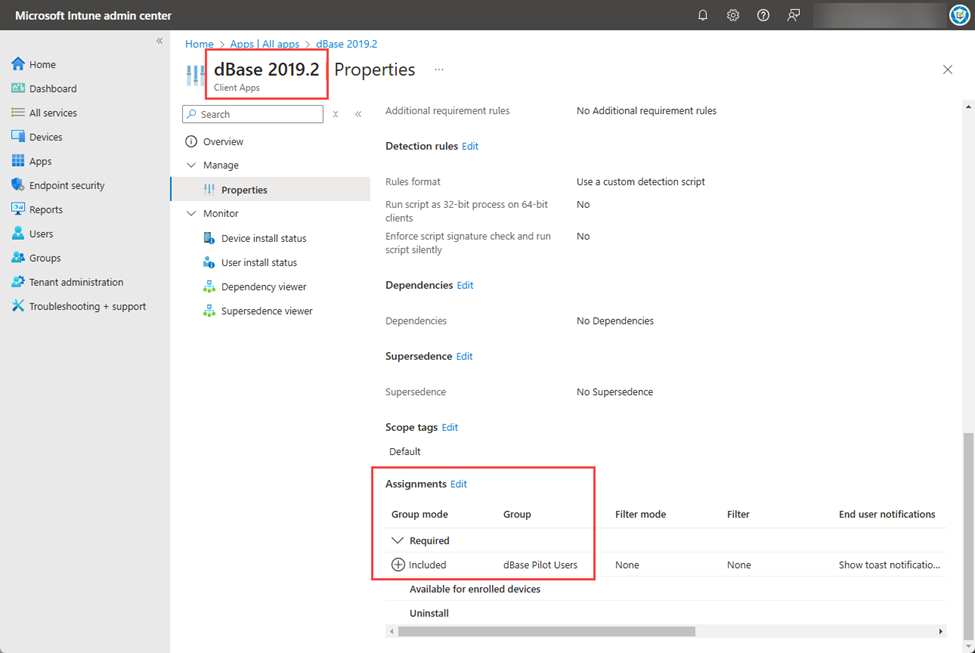 Microsoft Intune admin center
«
Home
Dashboard
All services
Devices
Apps
Endpoint security
Reports
Users
Groups
Tenant administration
Troubleshooting + support
Home > Apps | All apps > dBase 2019.2
dBase 2019.2 | Properties ...
Client Apps
Search
«
Overview
Manage
Properties
Monitor
Device install status
User install status
Dependency viewer
Supersedence viewer
Additional requirement rules No Additional requirement rules
Detection rules Edit
Rules format Use a custom detection script
Run script as 32-bit process on 64-bit No
clients
Enforce script signature check and run No
script silently
Dependencies Edit
Dependencies No Dependencies
Supersedence Edit
Supersedence No Supersedence
Scope tags Edit
Default
Assignments Edit
Group mode Group Filter mode Filter End user notifications
Required
Included dBase Pilot Users None None Show toast notificatio...
Available for enrolled devices
Uninstall